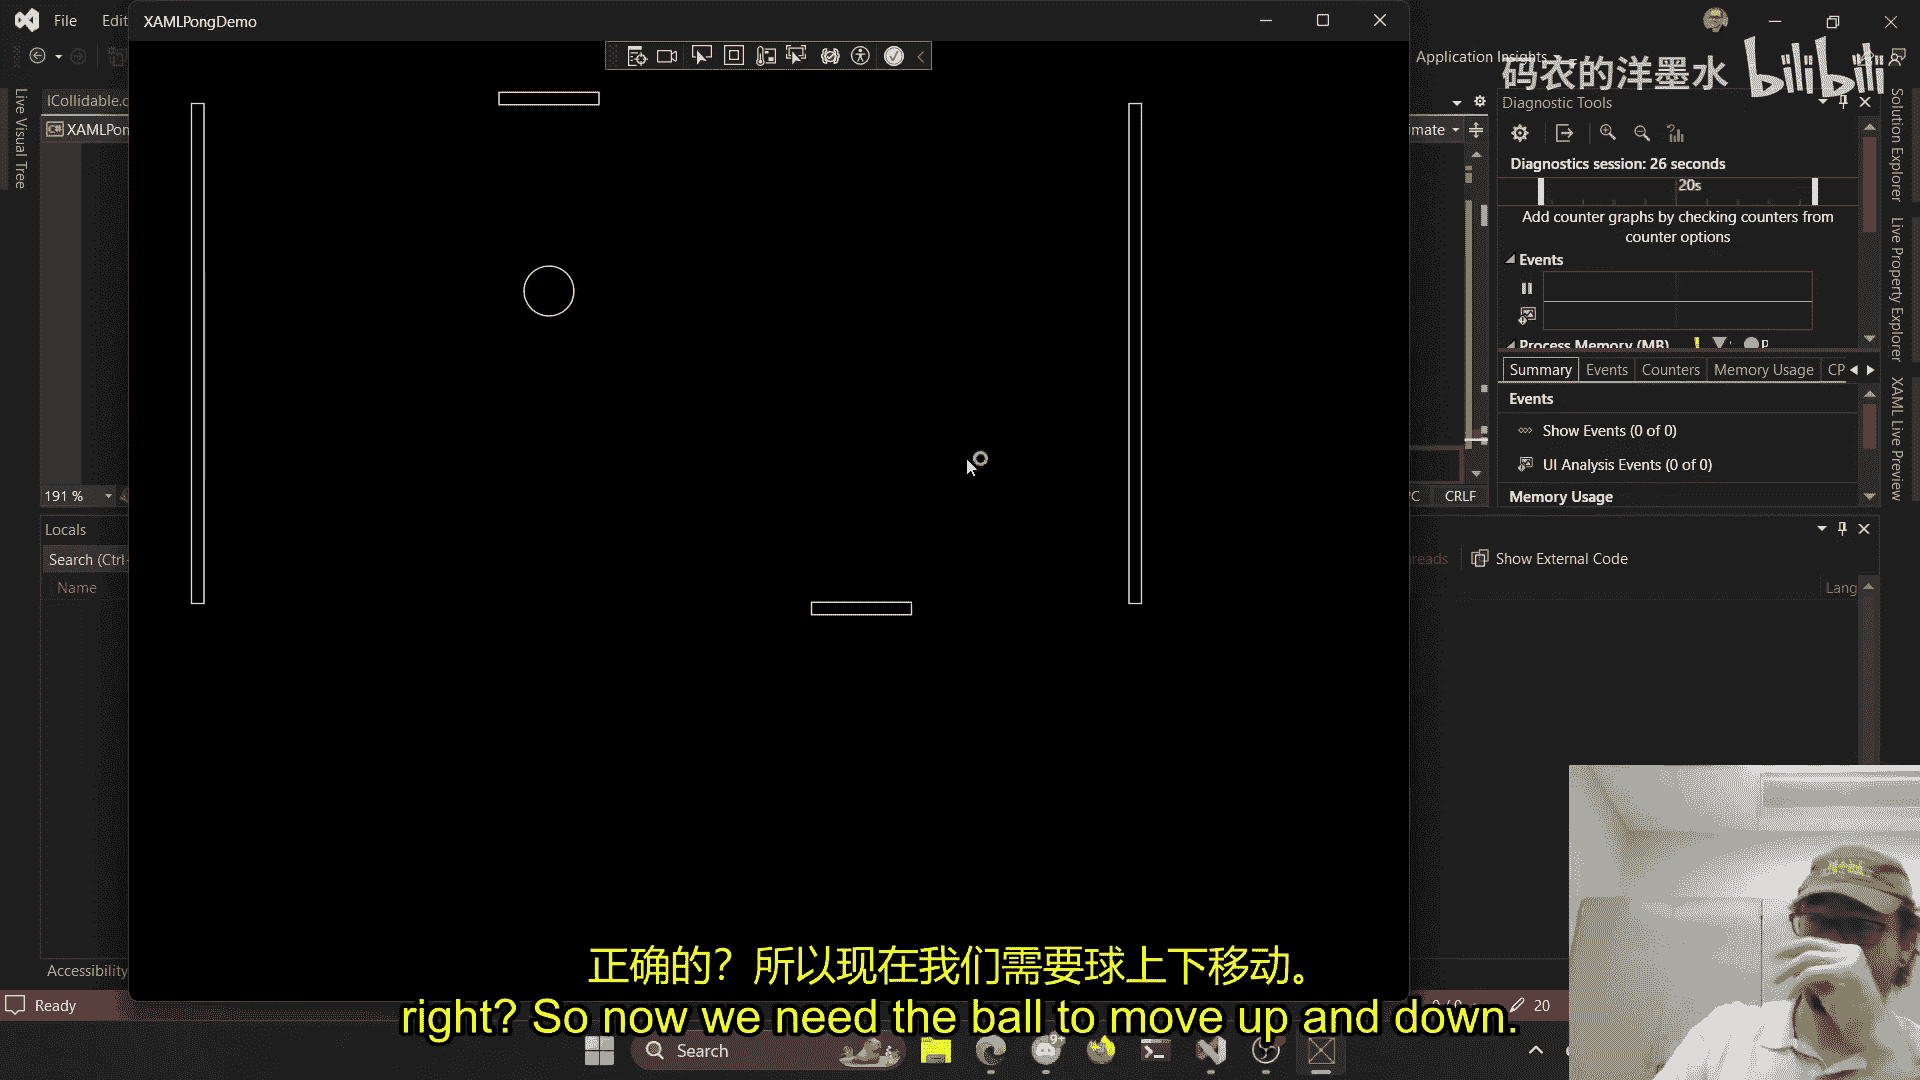 File
Edit
XAMLPongDemo
Application Insights
码农的洋墨水
bilibili
Live Visual Tree
ICollidable.c
XAMLPon
imate
Diagnostic Tools
Diagnostics session: 26 seconds
20s
Add counter graphs by checking counters from
counter options
Events
Process Memory (MB)
Summary
Events
Counters
Memory Usage
CP
Events
Show Events (0 of 0)
UI Analysis Events (0 of 0)
Memory Usage
Solution Explorer
Live Property Explorer
XAML Live Preview
191 %
CRLF
Locals
Search (Ctrl
Name
reads
Show External Code
Lang
Accessibility
Ready
20
正确的？所以现在我们需要球上下移动。
right? So now we need the ball to move up and down.
Search
9+